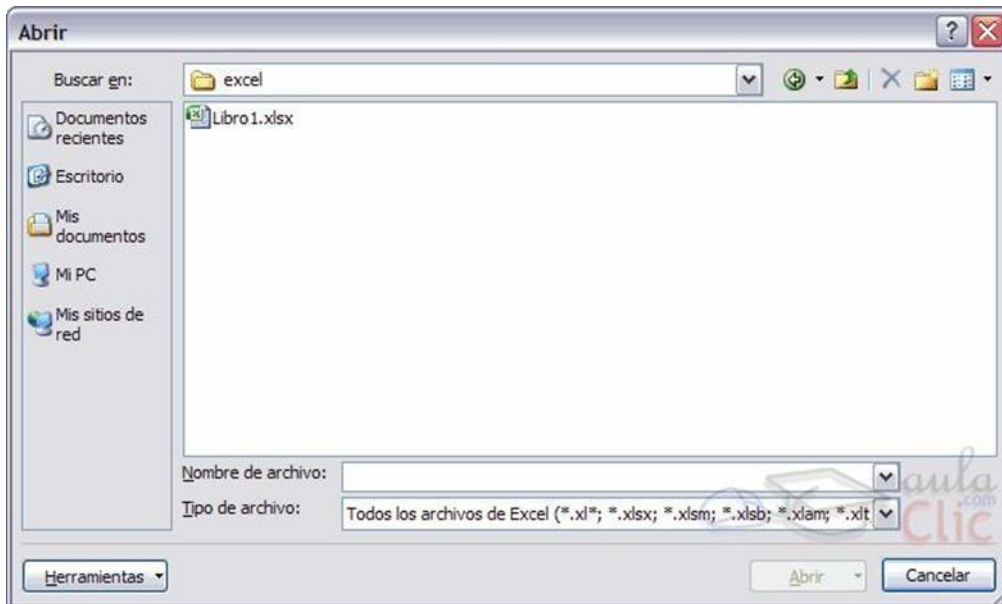 Abrir
Buscar en:
excel
Documentos
recientes
Escritorio
Mis
documentos
Mi PC
Mis sitios de
red
Libro1.xlsx
Nombre de archivo:
Tipo de archivo:
Todos los archivos de Excel (*.xl*; *.xlsx; *.xlsm; *.xlsb; *.xlam; *.xlt
aula
Clic
.com
Herramientas
Abrir
Cancelar